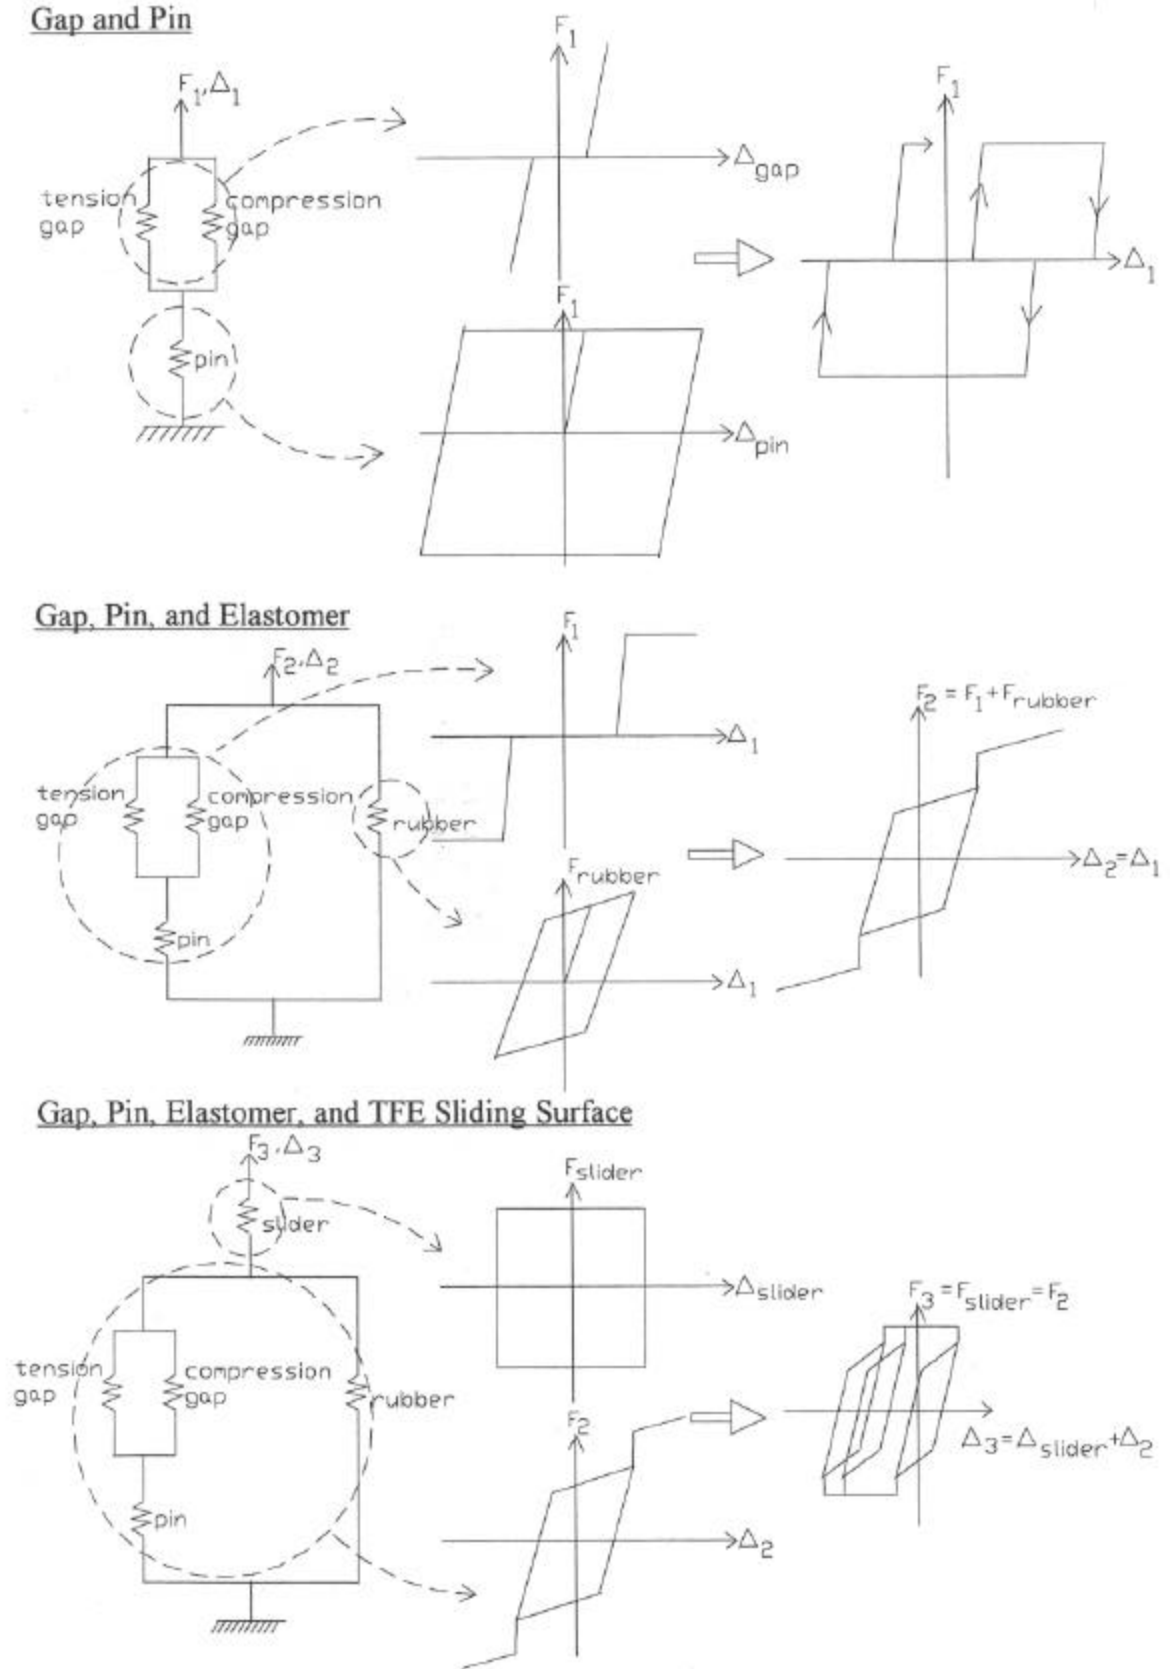 Gap and Pin
F1,Δ1
tension
gap
compression
gap
pin
F1
Δgap
F1
Δpin
F1
Δ1
Gap, Pin, and Elastomer
F2,Δ2
tension
gap
compression
gap
rubber
pin
F1
Δ1
Frubber
Δ1
F2 = F1+Frubber
Δ2=Δ1
Gap, Pin, Elastomer, and TFE Sliding Surface
F3,Δ3
slider
tension
gap
compression
gap
rubber
pin
Fslider
Δslider
F2
Δ2
F3 =Fslider=F2
Δ3=Δslider+Δ2